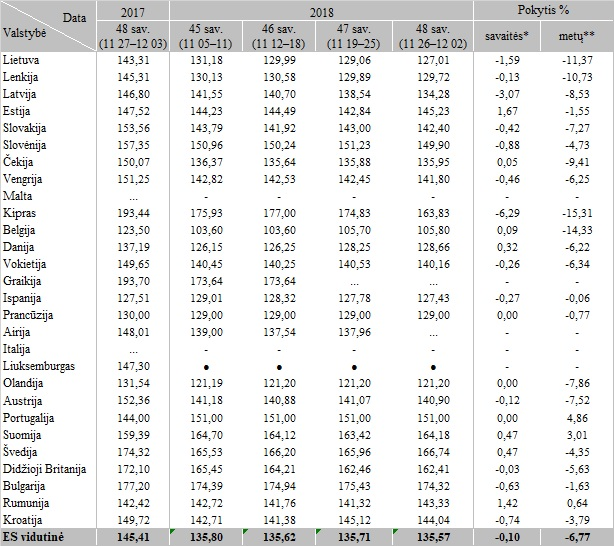 Data 2017 2018 Pokytis %
Valstybė 48 sav. (11 27–12 03) 45 sav. (11 05–11) 46 sav. (11 12–18) 47 sav. (11 19–25) 48 sav. (11 26–12 02) savaitės* metų**
Lietuva 143,31 131,18 129,99 129,06 127,01 -1,59 -11,37
Lenkija 145,31 130,13 130,58 129,89 129,72 -0,13 -10,73
Latvija 146,80 141,55 140,70 138,54 134,28 -3,07 -8,53
Estija 147,52 144,23 144,49 142,84 145,23 1,67 -1,55
Slovakija 153,56 143,79 141,92 143,00 142,40 -0,42 -7,27
Slovėnija 157,35 150,96 150,24 151,23 149,90 -0,88 -4,73
Čekija 150,07 136,37 135,64 135,88 135,95 0,05 -9,41
Vengrija 151,25 142,82 142,53 142,45 141,80 -0,46 -6,25
Malta ... - - - - - -
Kipras 193,44 175,93 177,00 174,83 163,83 -6,29 -15,31
Belgija 123,50 103,60 103,60 105,70 105,80 0,09 -14,33
Danija 137,19 126,15 126,25 128,25 128,66 0,32 -6,22
Vokietija 149,65 140,45 140,25 140,53 140,16 -0,26 -6,34
Graikija 193,70 173,64 173,64 ... ... - -
Ispanija 127,51 129,01 128,32 127,78 127,43 -0,27 -0,06
Prancūzija 130,00 129,00 129,00 129,00 129,00 0,00 -0,77
Airija 148,01 139,00 137,54 137,96 ... - -
Italija ... - - - - - -
Liuksemburgas 147,30 ● ● ● ● - -
Olandija 131,54 121,19 121,20 121,20 121,20 0,00 -7,86
Austrija 152,36 141,18 140,88 141,07 140,90 -0,12 -7,52
Portugalija 144,00 151,00 151,00 151,00 151,00 0,00 4,86
Suomija 159,39 164,70 164,12 163,42 164,18 0,47 3,01
Švedija 174,32 165,53 166,20 165,96 166,74 0,47 -4,35
Didžioji Britanija 172,10 165,45 164,21 162,46 162,41 -0,03 -5,63
Bulgarija 177,20 174,39 174,94 175,43 174,32 -0,63 -1,63
Rumunija 142,42 142,72 141,76 141,32 143,33 1,42 0,64
Kroatija 149,72 142,71 141,38 145,12 144,04 -0,74 -3,79
ES vidutinė 145,41 135,80 135,62 135,71 135,57 -0,10 -6,77